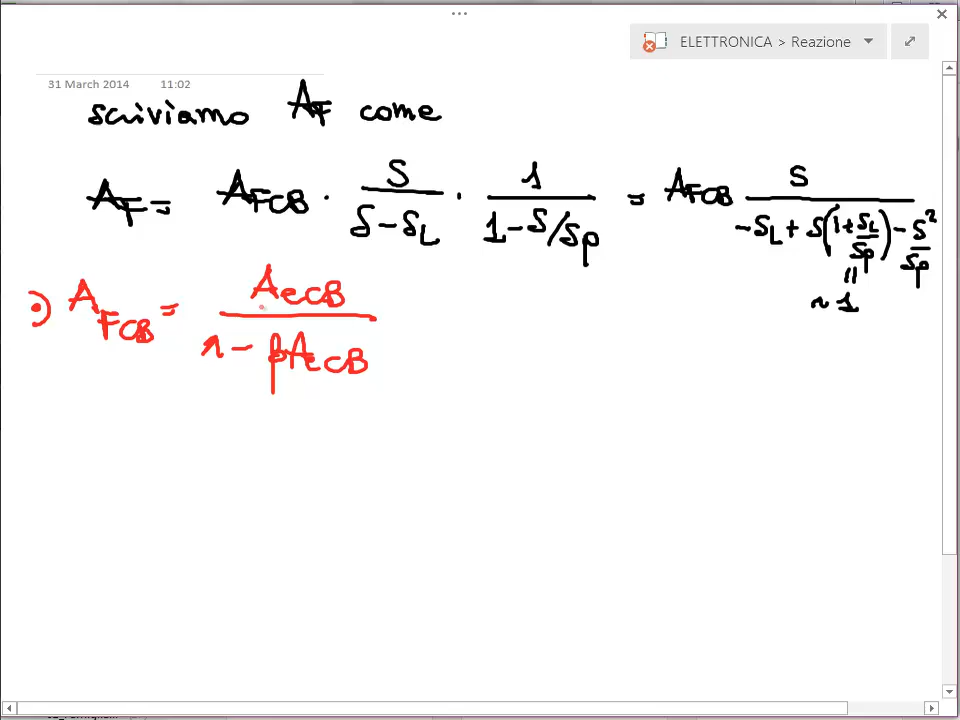 ELETTRONICA > Reazione
31 March 2014 11:02
scriviamo AF come
AF = AFCB · S/(S-SL) · 1/(1-S/Sp) = AFCB S/(-SL + S(1+SL/Sp) - S²/Sp)
=
~1
•) AFCB = AeCB/(1 - βAeCB)